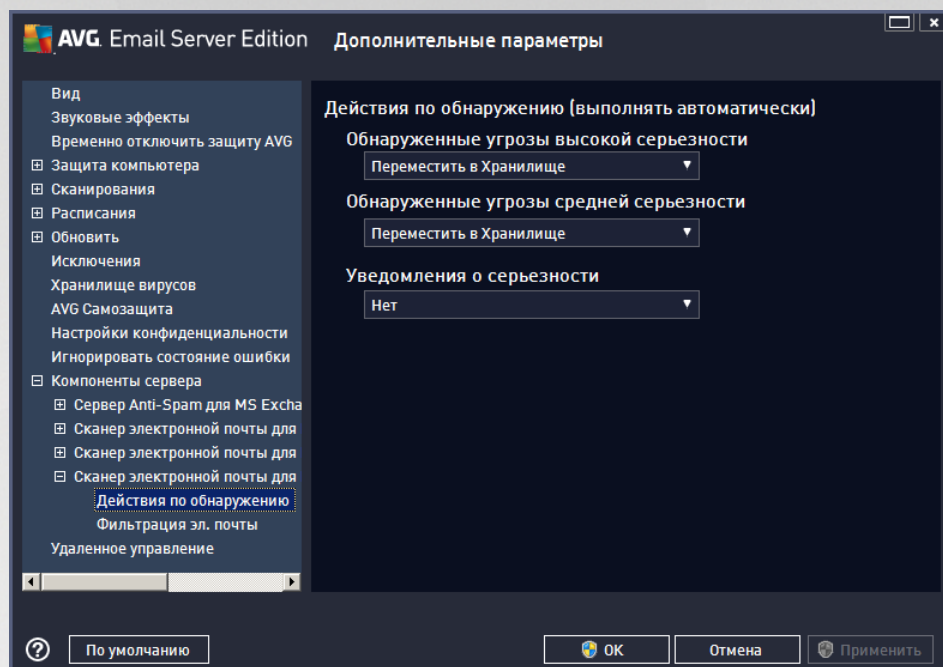 AVG. Email Server Edition Дополнительные параметры
Вид
Звуковые эффекты
Временно отключить защиту AVG
Защита компьютера
Сканирования
Расписания
Обновить
Исключения
Хранилище вирусов
AVG Самозащита
Настройки конфиденциальности
Игнорировать состояние ошибки
Компоненты сервера
Сервер Anti-Spam для MS Excha
Сканер электронной почты для
Сканер электронной почты для
Сканер электронной почты для
Действия по обнаружению
Фильтрация эл. почты
Удаленное управление
Действия по обнаружению (выполнять автоматически)
Обнаруженные угрозы высокой серьезности
Переместить в Хранилище
Обнаруженные угрозы средней серьезности
Переместить в Хранилище
Уведомления о серьезности
Нет
? По умолчанию OK Отмена Применить